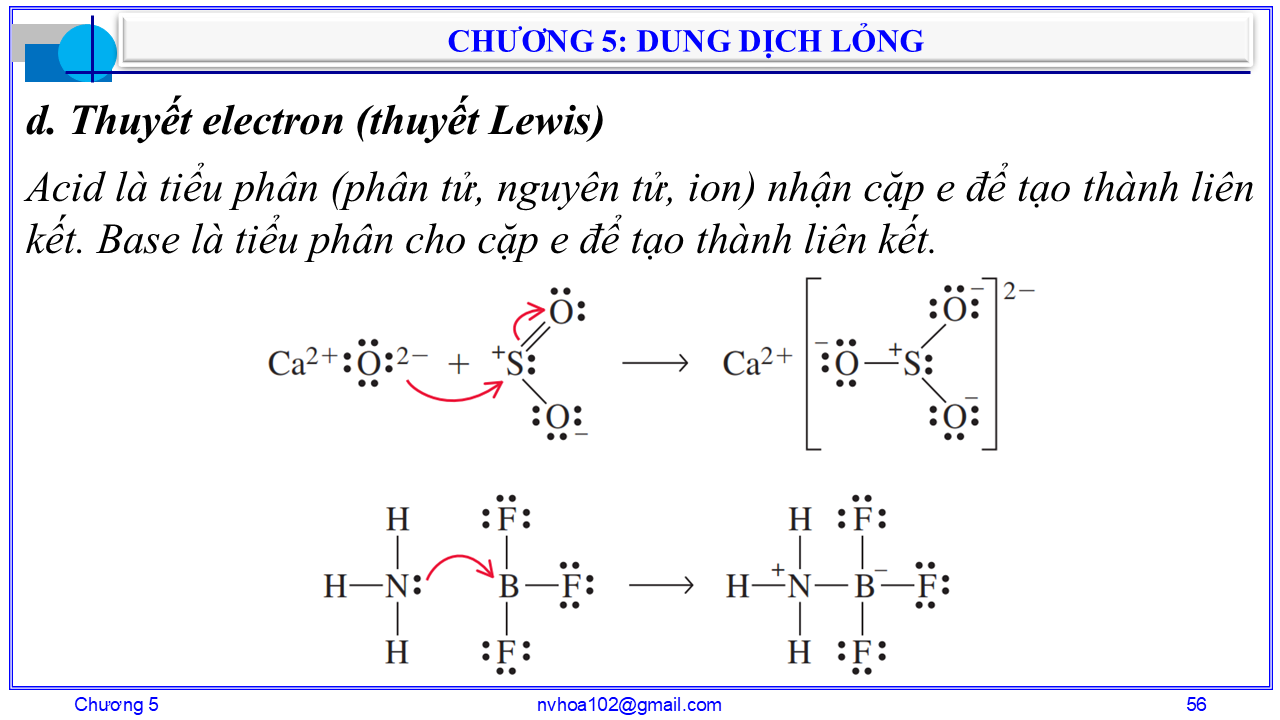 CHƯƠNG 5: DUNG DỊCH LỎNG
d. Thuyết electron (thuyết Lewis)
Acid là tiểu phân (phân tử, nguyên tử, ion) nhận cặp e để tạo thành liên
kết. Base là tiểu phân cho cặp e để tạo thành liên kết.
O
Ca2+ O 2− + +S ⟶ Ca2+ [ −O—+S O− O− ]2−
O−
H F H F
H—N: B—F ⟶ H—+N—B−—F
H F H F
Chương 5
nvhoa102@gmail.com
56